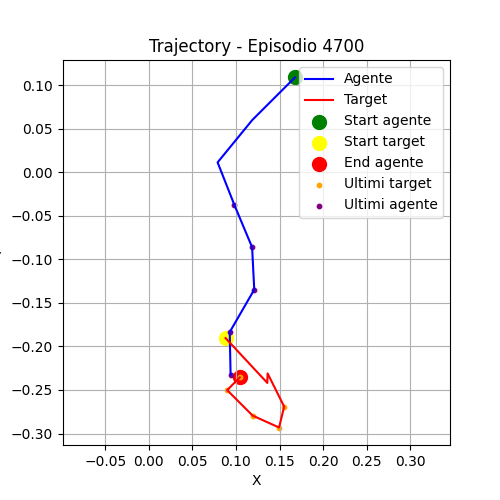 Trajectory - Episodio 4700
Agente
Target
Start agente
Start target
End agente
Ultimi target
Ultimi agente
0.10
0.05
0.00
−0.05
−0.10
−0.15
−0.20
−0.25
−0.30
−0.05 0.00 0.05 0.10 0.15 0.20 0.25 0.30
X